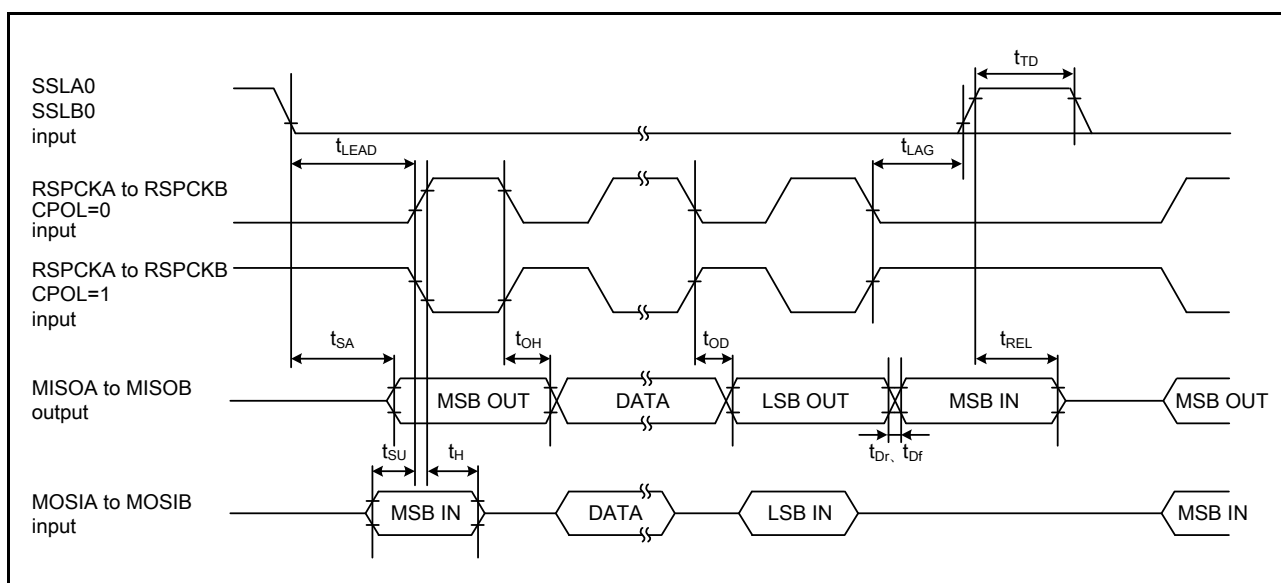 SSLA0
SSLB0
input
tTD
tLEAD
tLAG
RSPCKA to RSPCKB
CPOL=0
input
RSPCKA to RSPCKB
CPOL=1
input
tSA
tOH
tOD
tREL
MISOA to MISOB
output
MSB OUT
DATA
LSB OUT
MSB IN
MSB OUT
tSU
tH
tDr、tDf
MOSIA to MOSIB
input
MSB IN
DATA
LSB IN
MSB IN